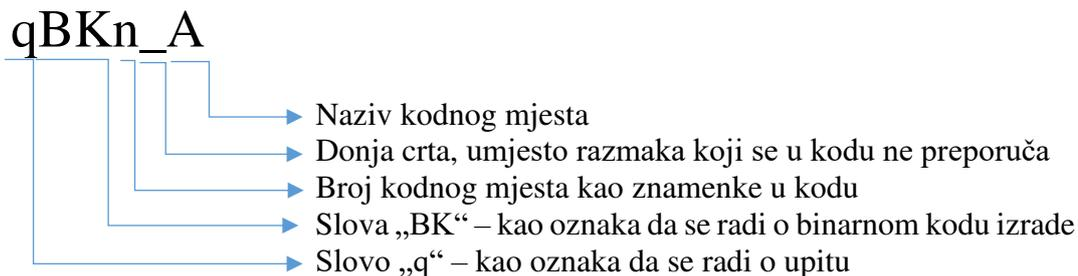 qBKn_A
Naziv kodnog mjesta
Donja crta, umjesto razmaka koji se u kodu ne preporuča
Broj kodnog mjesta kao znamenke u kodu
Slova „BK“ – kao oznaka da se radi o binarnom kodu izrade
Slovo „q“ – kao oznaka da se radi o upitu